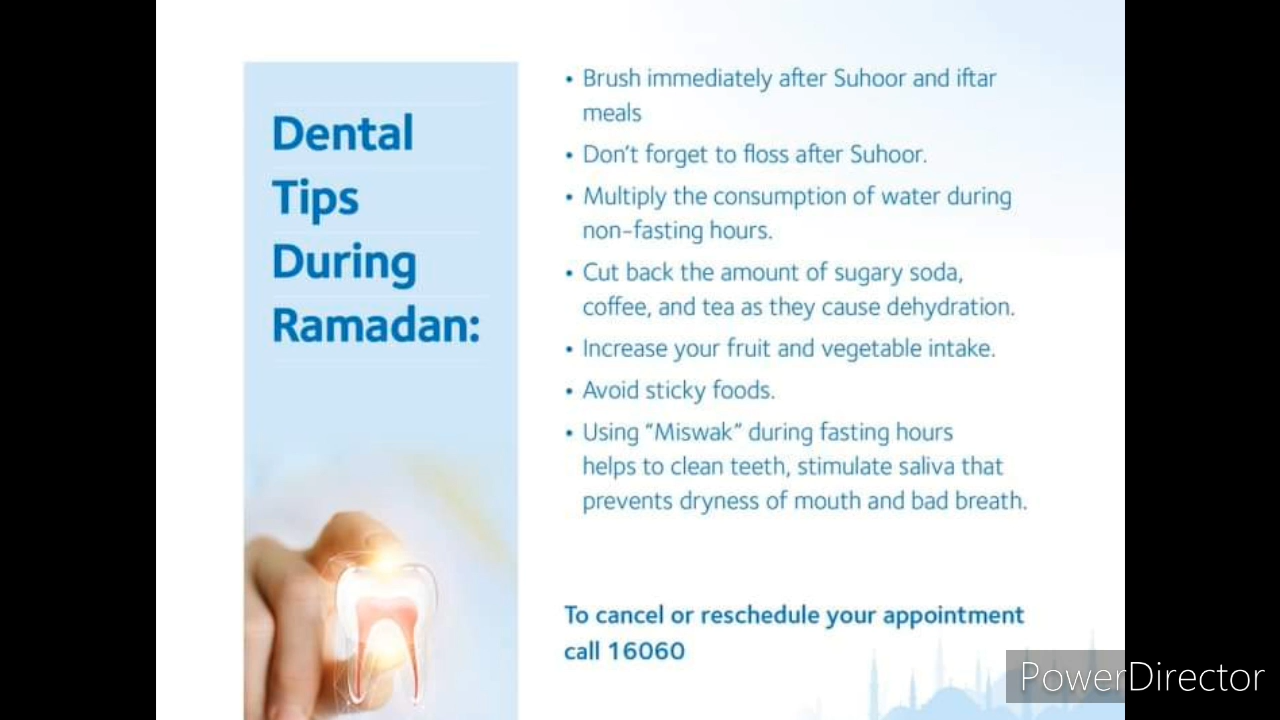 Dental
Tips
During
Ramadan:
• Brush immediately after Suhoor and iftar
meals
• Don't forget to floss after Suhoor.
• Multiply the consumption of water during
non-fasting hours.
• Cut back the amount of sugary soda,
coffee, and tea as they cause dehydration.
• Increase your fruit and vegetable intake.
• Avoid sticky foods.
• Using “Miswak” during fasting hours
helps to clean teeth, stimulate saliva that
prevents dryness of mouth and bad breath.
To cancel or reschedule your appointment
call 16060
PowerDirector